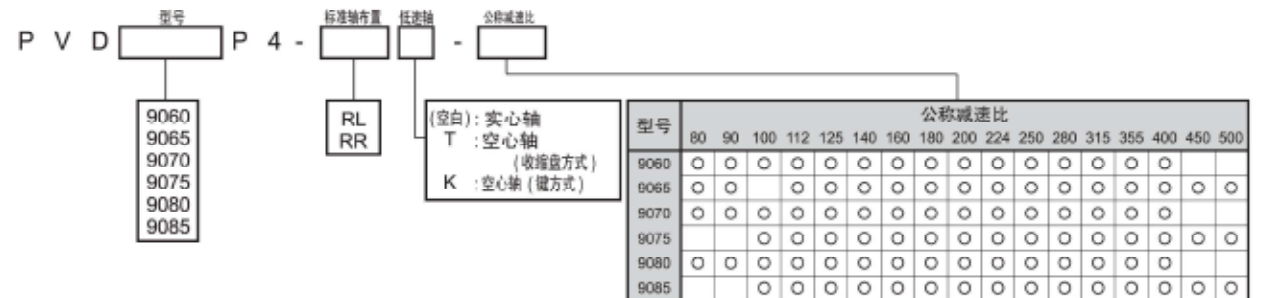 型号 标准轴布置 低速轴 公称减速比
P V D P 4 - -
9060
9065
9070
9075
9080
9085
RL
RR
(空白): 实心轴
T :空心轴
(收缩盘方式)
K :空心轴 (键方式)
型号 公称减速比
80 90 100 112 125 140 160 180 200 224 250 280 315 355 400 450 500
9060 ○ ○ ○ ○ ○ ○ ○ ○ ○ ○ ○ ○ ○ ○ ○
9065 ○ ○ ○ ○ ○ ○ ○ ○ ○ ○ ○ ○ ○ ○ ○ ○
9070 ○ ○ ○ ○ ○ ○ ○ ○ ○ ○ ○ ○ ○ ○ ○
9075 ○ ○ ○ ○ ○ ○ ○ ○ ○ ○ ○ ○ ○ ○ ○
9080 ○ ○ ○ ○ ○ ○ ○ ○ ○ ○ ○ ○ ○ ○ ○
9085 ○ ○ ○ ○ ○ ○ ○ ○ ○ ○ ○ ○ ○ ○ ○